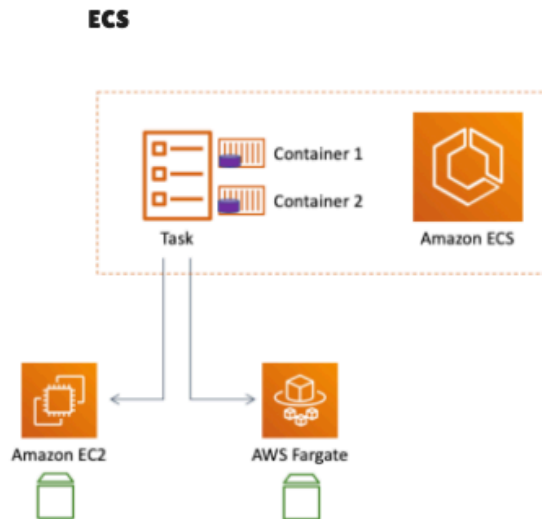 ECS
Container 1
Container 2
Task
Amazon ECS
Amazon EC2
AWS Fargate